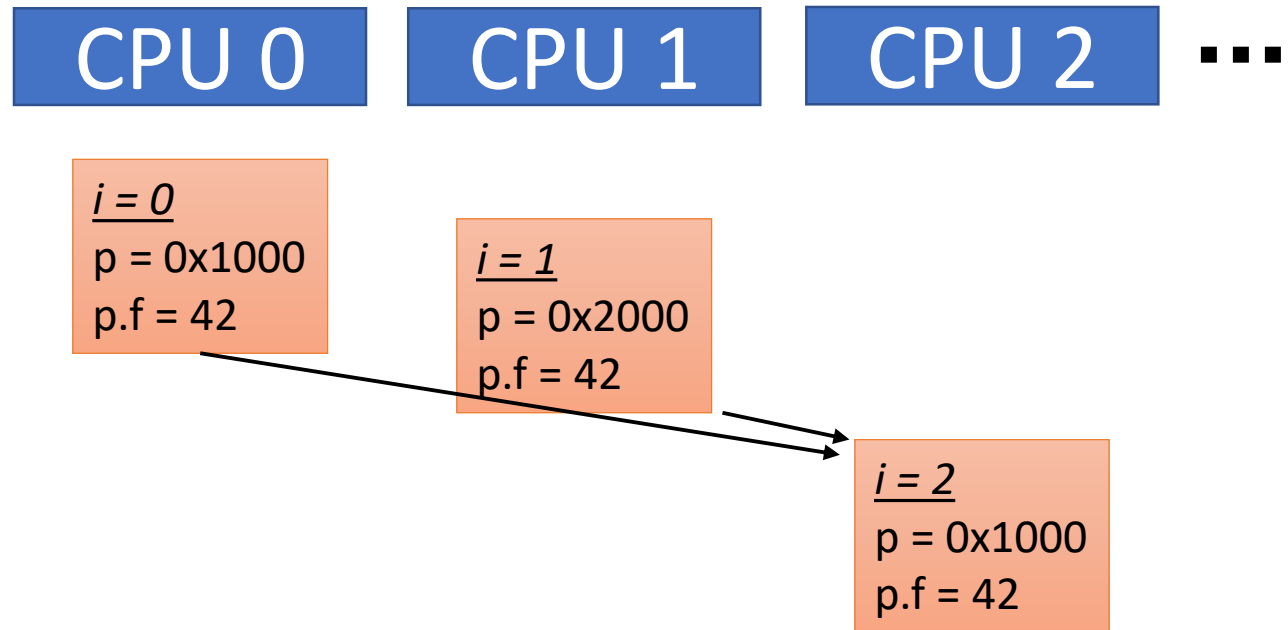 CPU 0
CPU 1
CPU 2
...
i = 0
p = 0x1000
p.f = 42
i = 1
p = 0x2000
p.f = 42
i = 2
p = 0x1000
p.f = 42